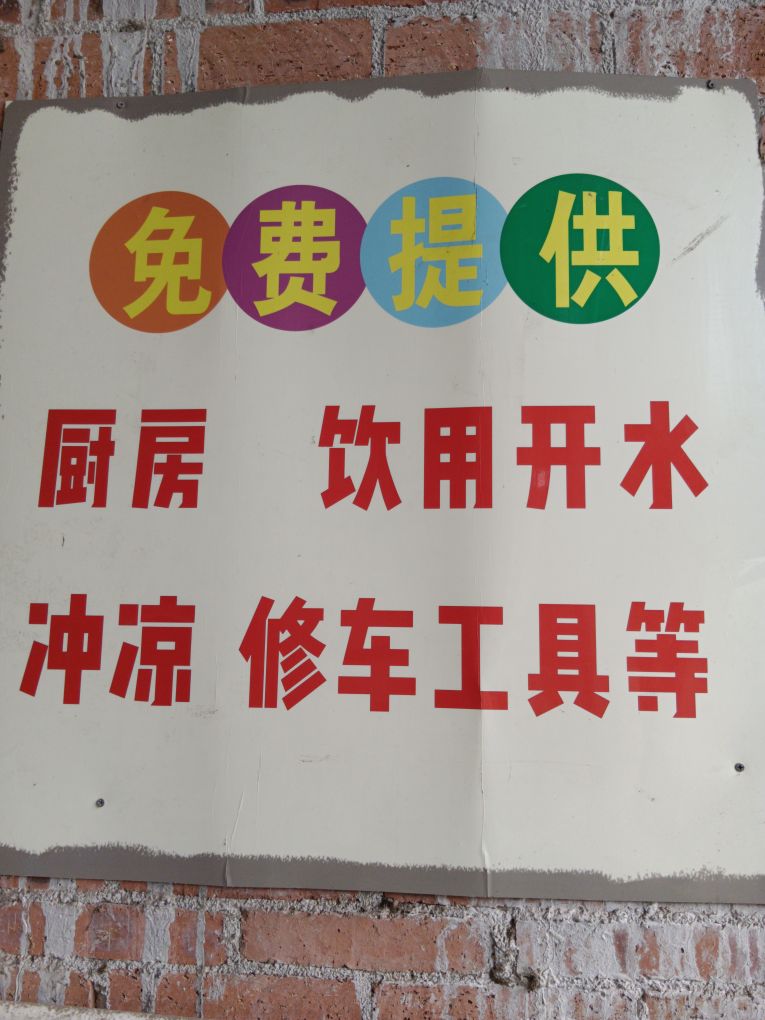 免费提供
厨房 饮用开水
冲凉 修车工具等